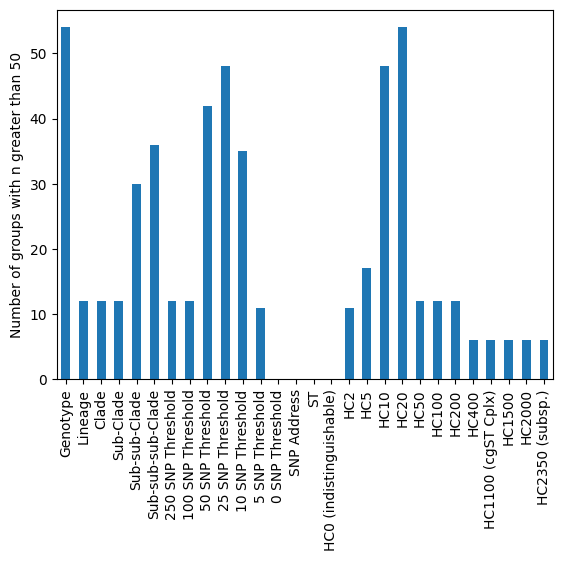 Number of groups with n greater than 50
50
40
30
20
10
0
Genotype
Lineage
Clade
Sub-Clade
Sub-sub-Clade
Sub-sub-sub-Clade
250 SNP Threshold
100 SNP Threshold
50 SNP Threshold
25 SNP Threshold
10 SNP Threshold
5 SNP Threshold
0 SNP Threshold
SNP Address
ST
HC0 (indistinguishable)
HC2
HC5
HC10
HC20
HC50
HC100
HC200
HC400
HC1100 (cgST Cplx)
HC1500
HC2000
HC2350 (subsp.)